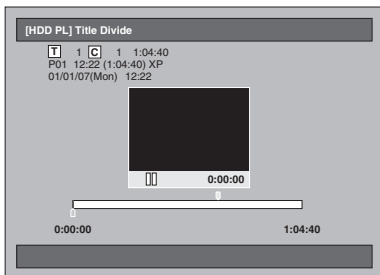 [HDD PL] Title Divide
T 1 C 1 1:04:40
P01 12:22 (1:04:40) XP
01/01/07(Mon) 12:22
0:00:00
0:00:00 1:04:40